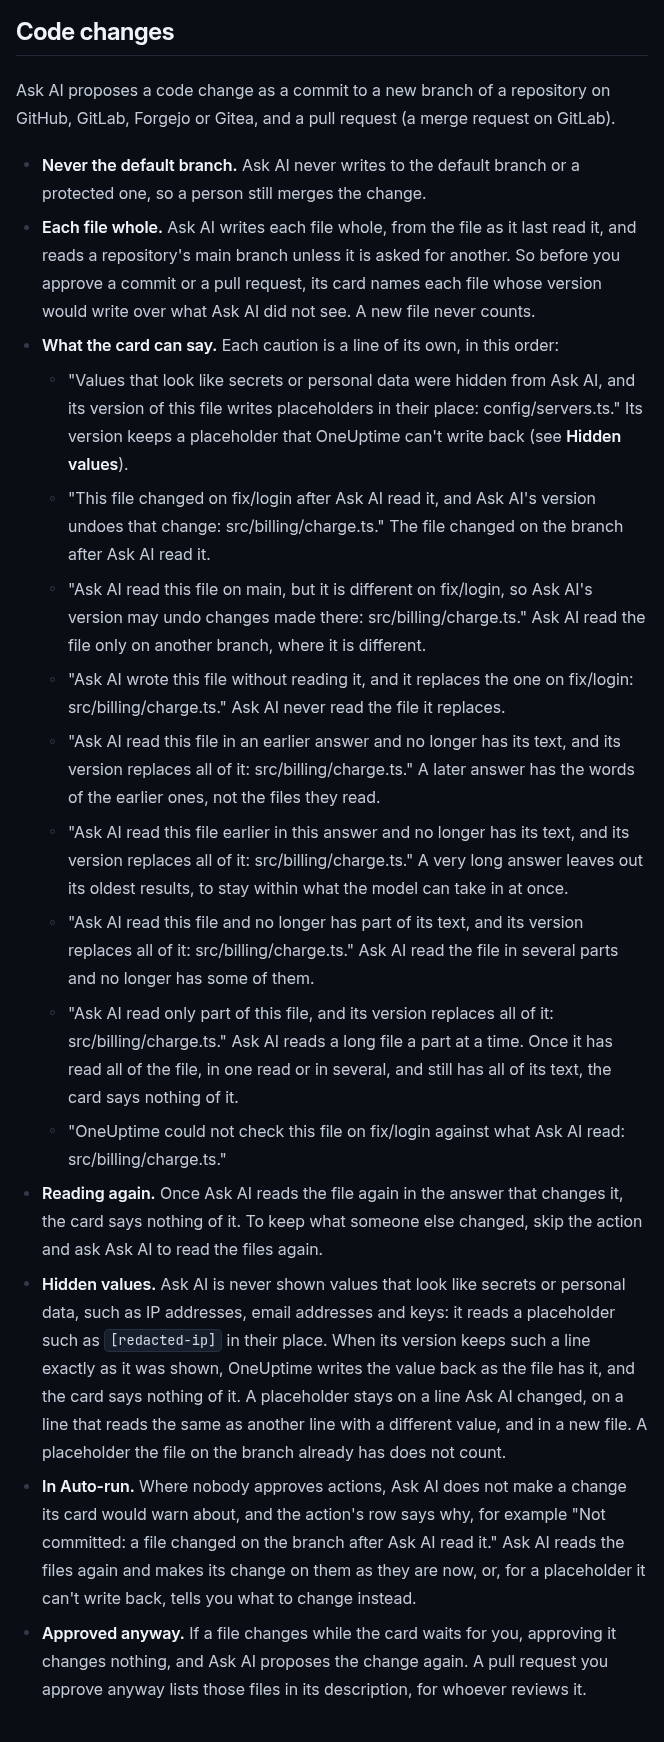 Code changes
Ask AI proposes a code change as a commit to a new branch of a repository on
GitHub, GitLab, Forgejo or Gitea, and a pull request (a merge request on GitLab).
Never the default branch. Ask AI never writes to the default branch or a
protected one, so a person still merges the change.
Each file whole. Ask AI writes each file whole, from the file as it last read it, and
reads a repository's main branch unless it is asked for another. So before you
approve a commit or a pull request, its card names each file whose version
would write over what Ask AI did not see. A new file never counts.
What the card can say. Each caution is a line of its own, in this order:
"Values that look like secrets or personal data were hidden from Ask AI, and
its version of this file writes placeholders in their place: config/servers.ts." Its
version keeps a placeholder that OneUptime can't write back (see Hidden
values).
"This file changed on fix/login after Ask AI read it, and Ask AI's version
undoes that change: src/billing/charge.ts." The file changed on the branch
after Ask AI read it.
"Ask AI read this file on main, but it is different on fix/login, so Ask AI's
version may undo changes made there: src/billing/charge.ts." Ask AI read the
file only on another branch, where it is different.
"Ask AI wrote this file without reading it, and it replaces the one on fix/login:
src/billing/charge.ts." Ask AI never read the file it replaces.
"Ask AI read this file in an earlier answer and no longer has its text, and its
version replaces all of it: src/billing/charge.ts." A later answer has the words
of the earlier ones, not the files they read.
"Ask AI read this file earlier in this answer and no longer has its text, and its
version replaces all of it: src/billing/charge.ts." A very long answer leaves out
its oldest results, to stay within what the model can take in at once.
"Ask AI read this file and no longer has part of its text, and its version
replaces all of it: src/billing/charge.ts." Ask AI read the file in several parts
and no longer has some of them.
"Ask AI read only part of this file, and its version replaces all of it:
src/billing/charge.ts." Ask AI reads a long file a part at a time. Once it has
read all of the file, in one read or in several, and still has all of its text, the
card says nothing of it.
"OneUptime could not check this file on fix/login against what Ask AI read:
src/billing/charge.ts."
Reading again. Once Ask AI reads the file again in the answer that changes it,
the card says nothing of it. To keep what someone else changed, skip the action
and ask Ask AI to read the files again.
Hidden values. Ask AI is never shown values that look like secrets or personal
data, such as IP addresses, email addresses and keys: it reads a placeholder
such as [redacted-ip] in their place. When its version keeps such a line
exactly as it was shown, OneUptime writes the value back as the file has it, and
the card says nothing of it. A placeholder stays on a line Ask AI changed, on a
line that reads the same as another line with a different value, and in a new file. A
placeholder the file on the branch already has does not count.
In Auto-run. Where nobody approves actions, Ask AI does not make a change
its card would warn about, and the action's row says why, for example "Not
committed: a file changed on the branch after Ask AI read it." Ask AI reads the
files again and makes its change on them as they are now, or, for a placeholder it
can't write back, tells you what to change instead.
Approved anyway. If a file changes while the card waits for you, approving it
changes nothing, and Ask AI proposes the change again. A pull request you
approve anyway lists those files in its description, for whoever reviews it.